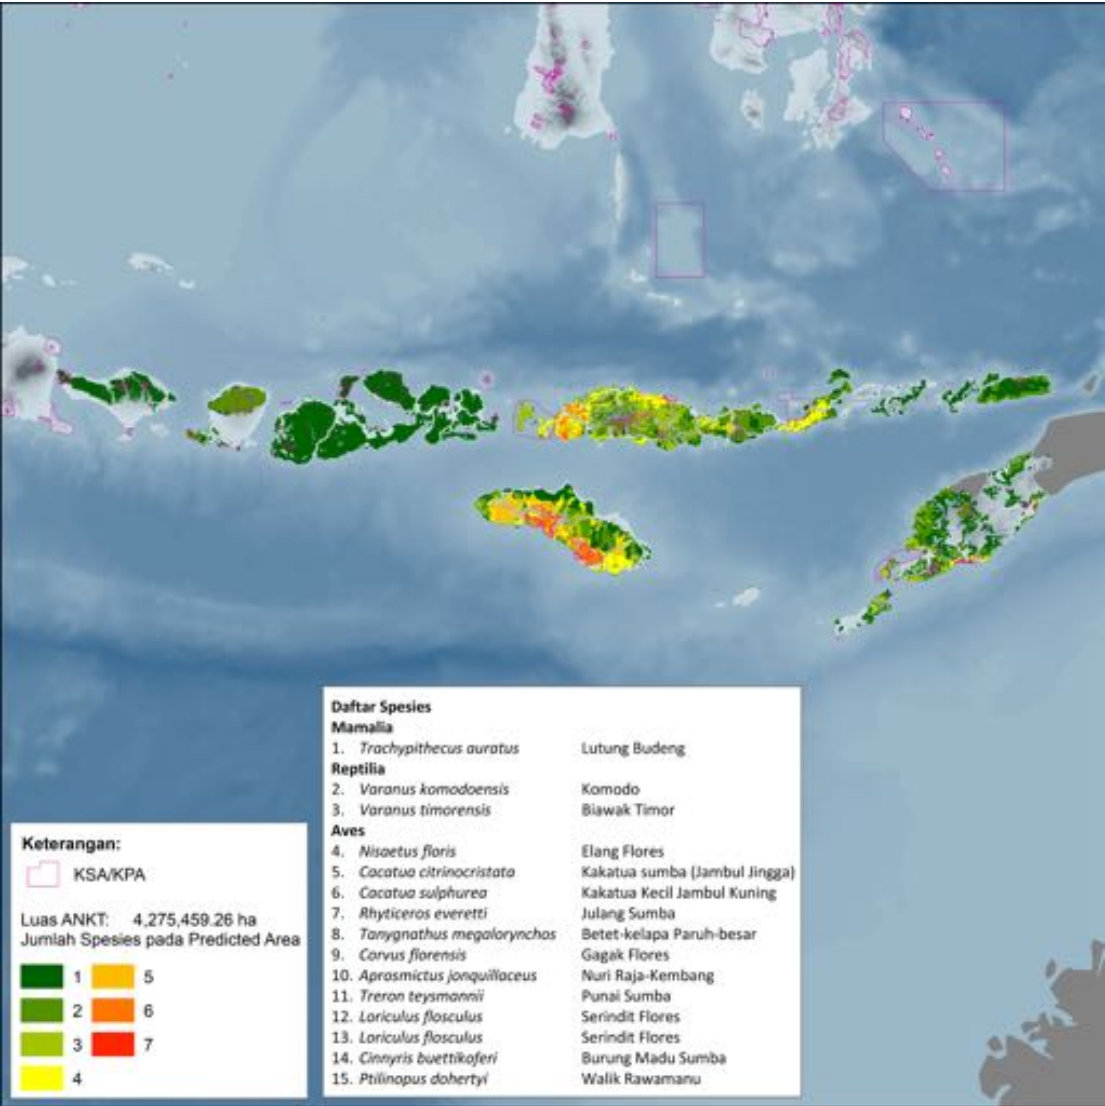 Daftar Spesies
Mamalia
1. Trachypithecus auratus Lutung Budeng
Reptilia
2. Varanus komodoensis Komodo
3. Varanus timorensis Biawak Timor
Aves
4. Nisaetus floris Elang Flores
5. Cacatua citrinocristata Kakatua sumba (Jambul Jingga)
6. Cacatua sulphurea Kakatua Kecil Jambul Kuning
7. Rhyticeros everetti Julang Sumba
8. Tanygnathus megalorynchos Betet-kelapa Paruh-besar
9. Corvus florensis Gagak Flores
10. Aprosmictus jonquillaceus Nuri Raja-Kembang
11. Treron teysmannii Punai Sumba
12. Loriculus flosculus Serindit Flores
13. Loriculus flosculus Serindit Flores
14. Cinnyris buettikoferi Burung Madu Sumba
15. Ptilinopus dohertyi Walik Rawamanu
Keterangan:
KSA/KPA
Luas ANKT: 4,275,459.26 ha
Jumlah Spesies pada Predicted Area
1 5
2 6
3 7
4